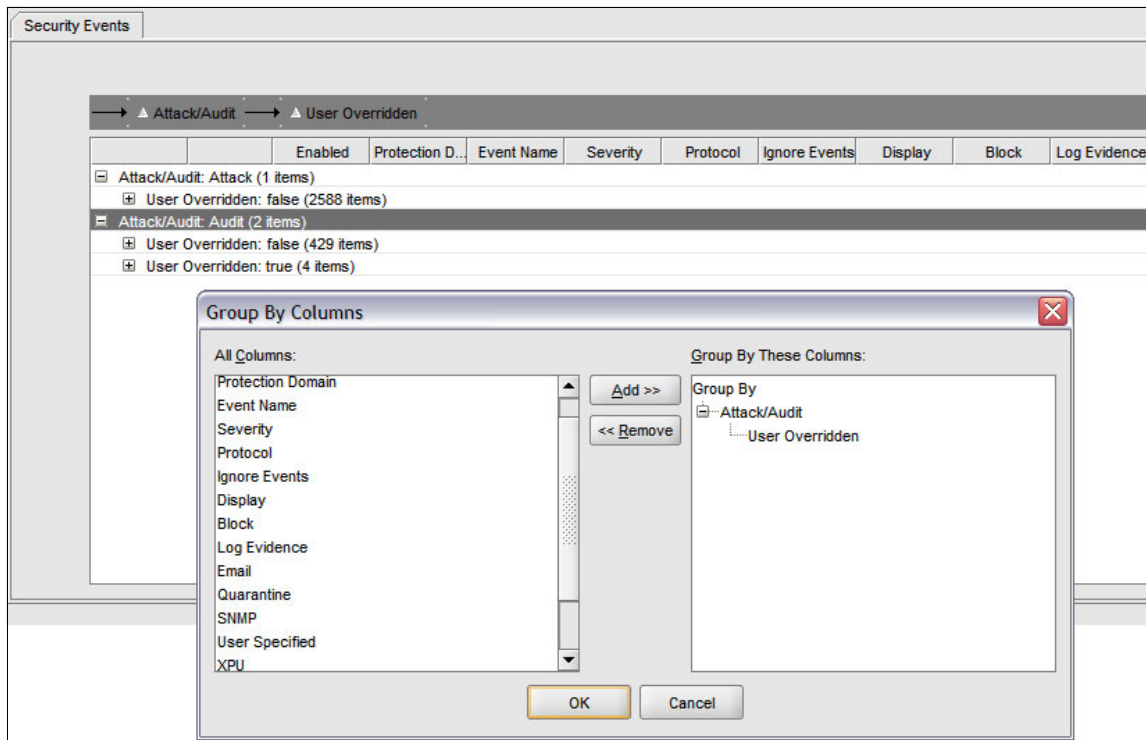 Security Events
Attack/Audit User Overridden
Enabled Protection D... Event Name Severity Protocol Ignore Events Display Block Log Evidence
Attack/Audit: Attack (1 items)
User Overridden: false (2588 items)
Attack/Audit: Audit (2 items)
User Overridden: false (429 items)
User Overridden: true (4 items)
Group By Columns
All Columns:
Protection Domain
Event Name
Severity
Protocol
Ignore Events
Display
Block
Log Evidence
Email
Quarantine
SNMP
User Specified
XPU
Add >>
<< Remove
Group By These Columns:
Group By
Attack/Audit
User Overridden
OK Cancel